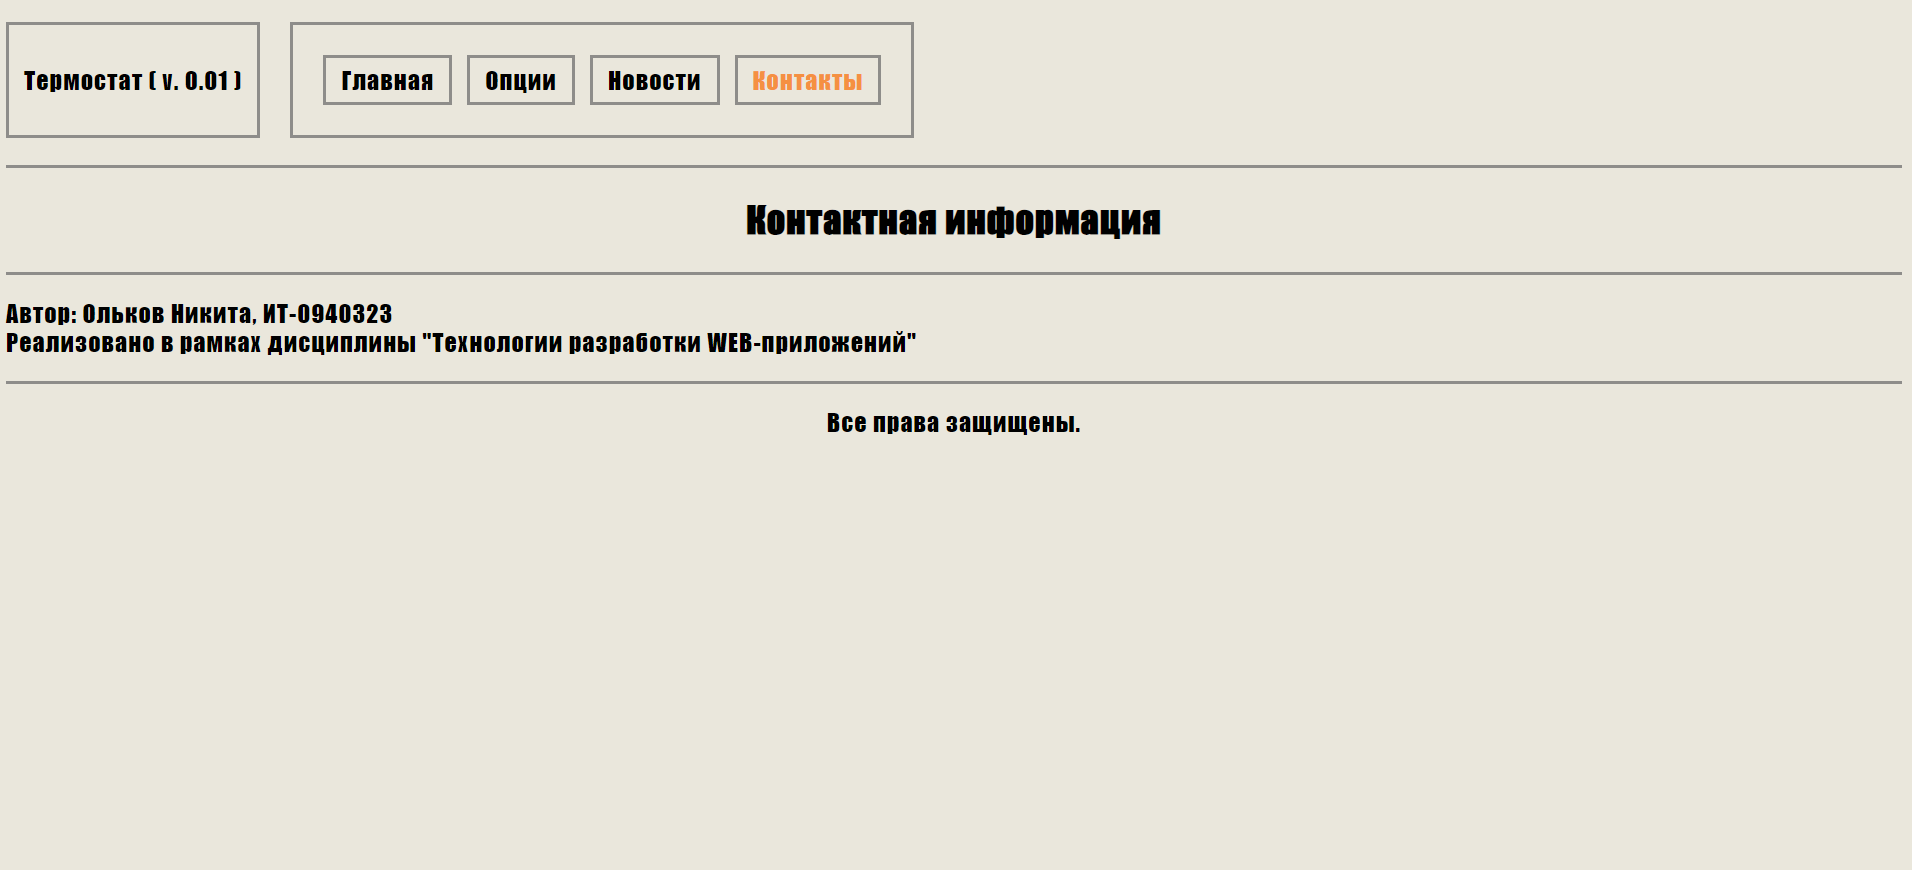 Термостат ( v. 0.01 )
Главная
Опции
Новости
Контакты
Контактная информация
Автор: Ольков Никита, ИТ-0940323
Реализовано в рамках дисциплины "Технологии разработки WEB-приложений"
Все права защищены.